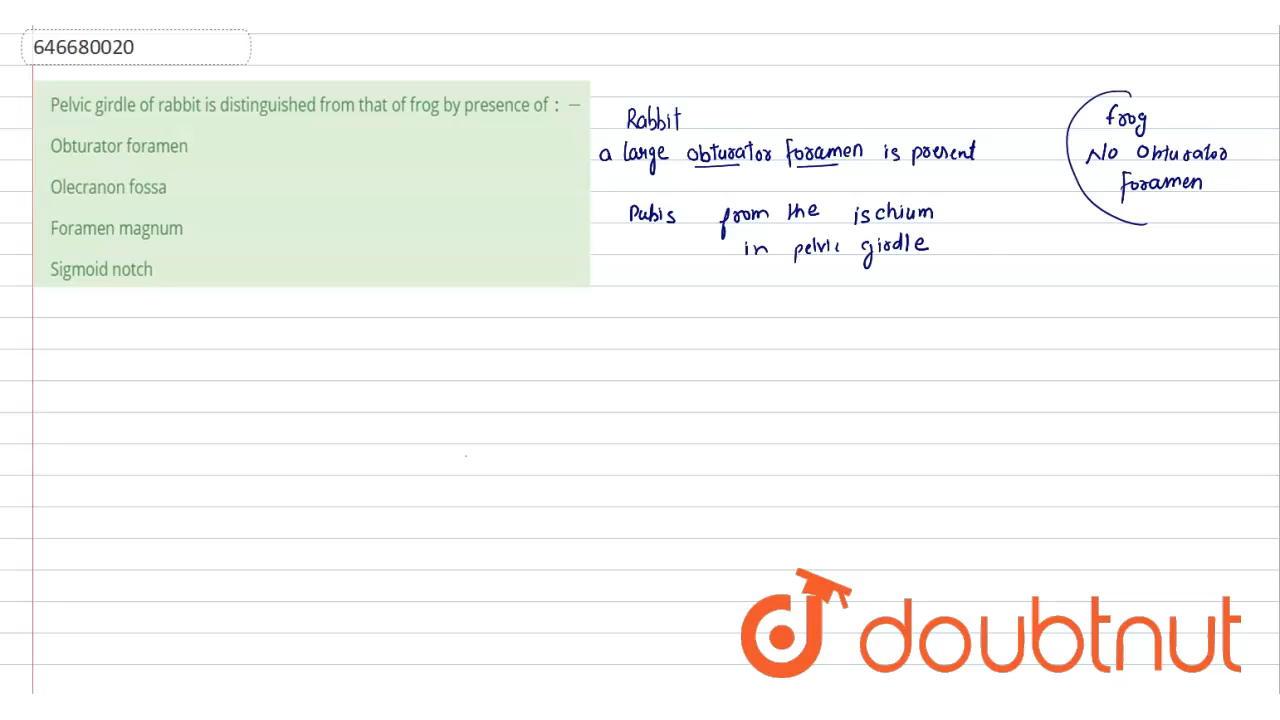 646680020
Pelvic girdle of rabbit is distinguished from that of frog by presence of : –
Obturator foramen
Olecranon fossa
Foramen magnum
Sigmoid notch
Rabbit
a large obturator foramen is present
Pubis from the ischium
in pelvic girdle
frog
No Obturator
foramen
doubtnut